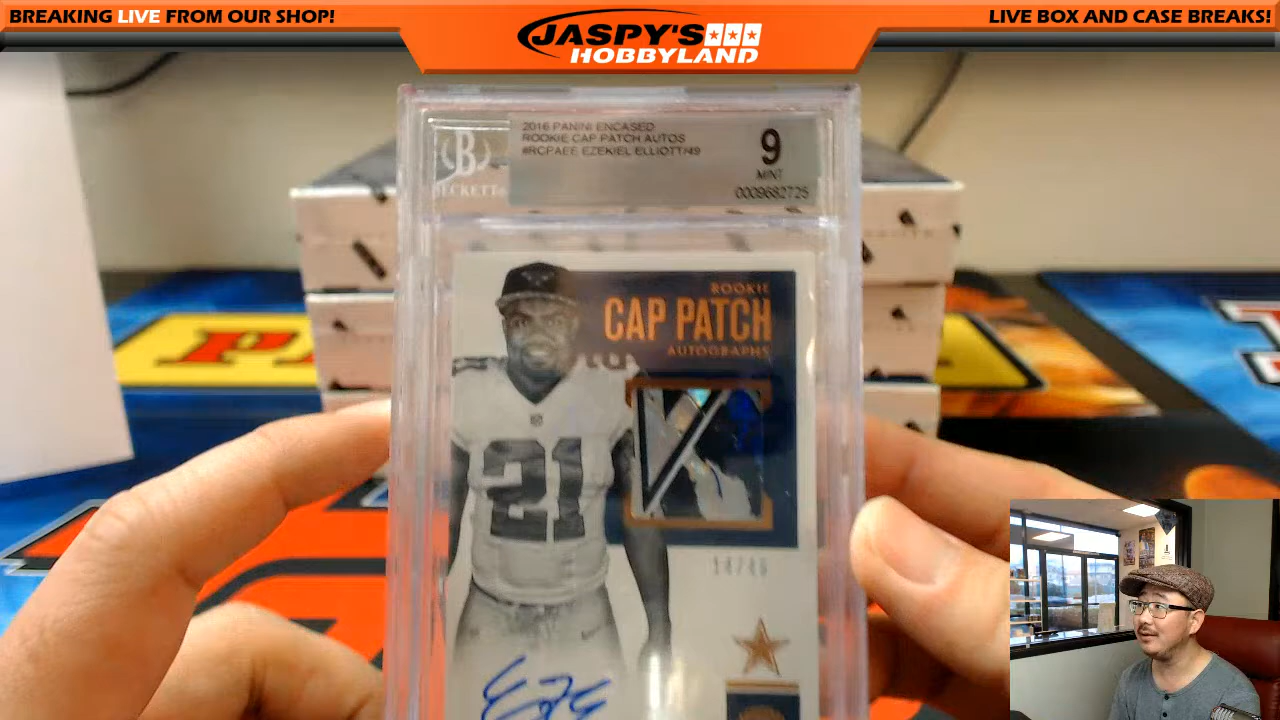 BREAKING LIVE FROM OUR SHOP!
JASPY'S
HOBBYLAND
LIVE BOX AND CASE BREAKS!
BECKETT
2016 PANINI ENCASED
ROOKIE CAP PATCH AUTOS
#RCPAEE EZEKIEL ELLIOTT/49
9
MINT
0009682725
ROOKIE
CAP PATCH
AUTOGRAPHS
21